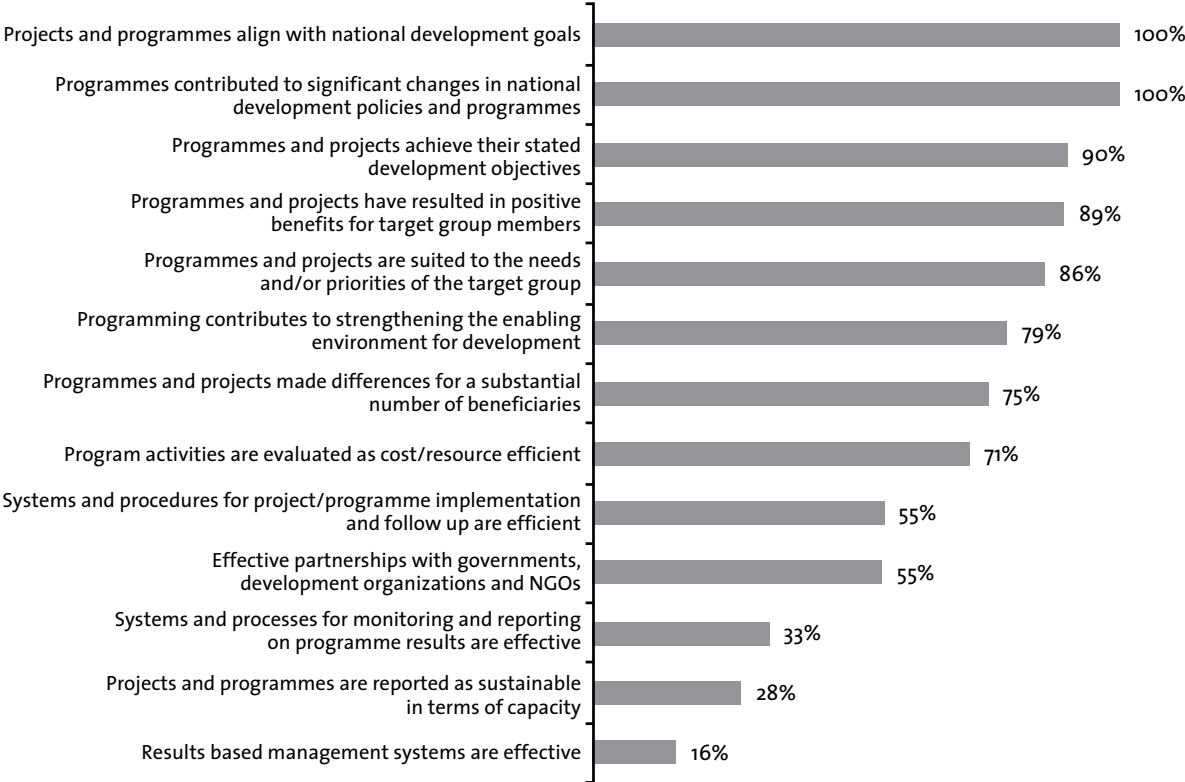 Projects and programmes align with national development goals 100%
Programmes contributed to significant changes in national
development policies and programmes 100%
Programmes and projects achieve their stated
development objectives 90%
Programmes and projects have resulted in positive
benefits for target group members 89%
Programmes and projects are suited to the needs
and/or priorities of the target group 86%
Programming contributes to strengthening the enabling
environment for development 79%
Programmes and projects made differences for a substantial
number of beneficiaries 75%
Program activities are evaluated as cost/resource efficient 71%
Systems and procedures for project/programme implementation
and follow up are efficient 55%
Effective partnerships with governments,
development organizations and NGOs 55%
Systems and processes for monitoring and reporting
on programme results are effective 33%
Projects and programmes are reported as sustainable
in terms of capacity 28%
Results based management systems are effective 16%